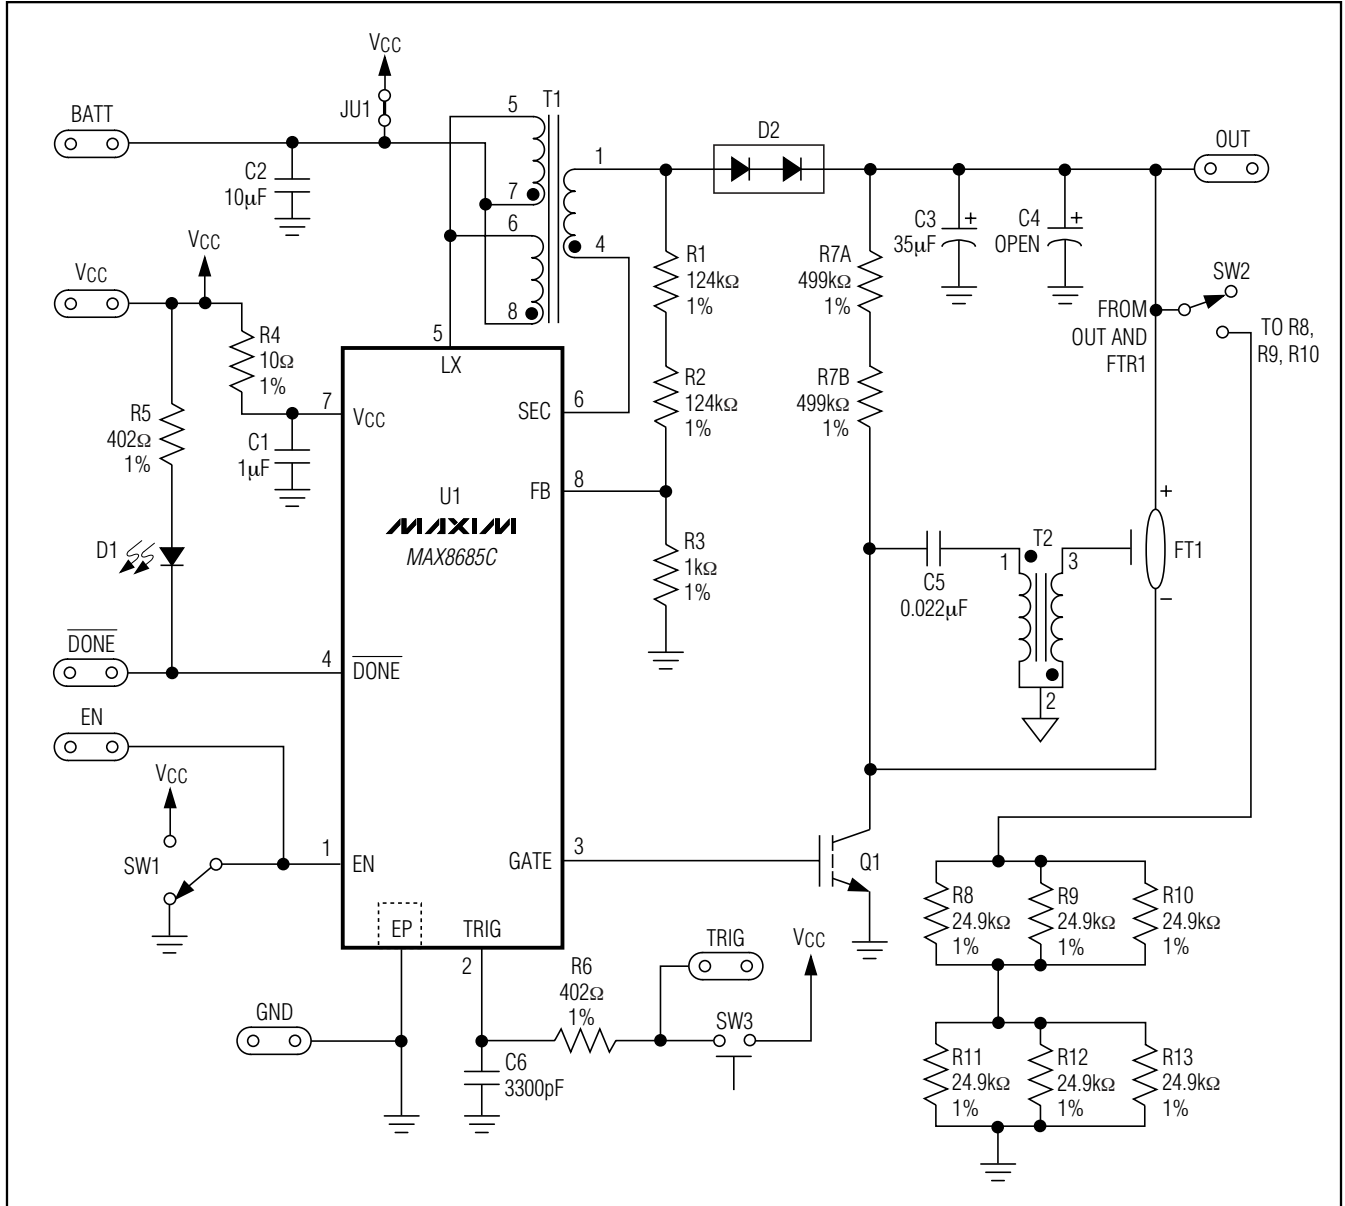 VCC
JU1
BATT
C2
10µF
5
T1
7
6
8
1
4
D2
OUT
C3
35µF
+
C4
OPEN
+
R1
124kΩ
1%
R7A
499kΩ
1%
SW2
FROM
OUT AND
FTR1
TO R8,
R9, R10
VCC
VCC
R4
10Ω
1%
R5
402Ω
1%
C1
1µF
5
LX
7
VCC
SEC
6
R2
124kΩ
1%
R7B
499kΩ
1%
FB
8
U1
MAXIM
MAX8685C
R3
1kΩ
1%
D1
C5
0.022µF
1
T2
3
2
+
FT1
−
DONE
4
DONE
EN
VCC
SW1
1
EN
GATE
3
Q1
EP
TRIG
2
GND
C6
3300pF
R6
402Ω
1%
TRIG
SW3
VCC
R8
24.9kΩ
1%
R9
24.9kΩ
1%
R10
24.9kΩ
1%
R11
24.9kΩ
1%
R12
24.9kΩ
1%
R13
24.9kΩ
1%